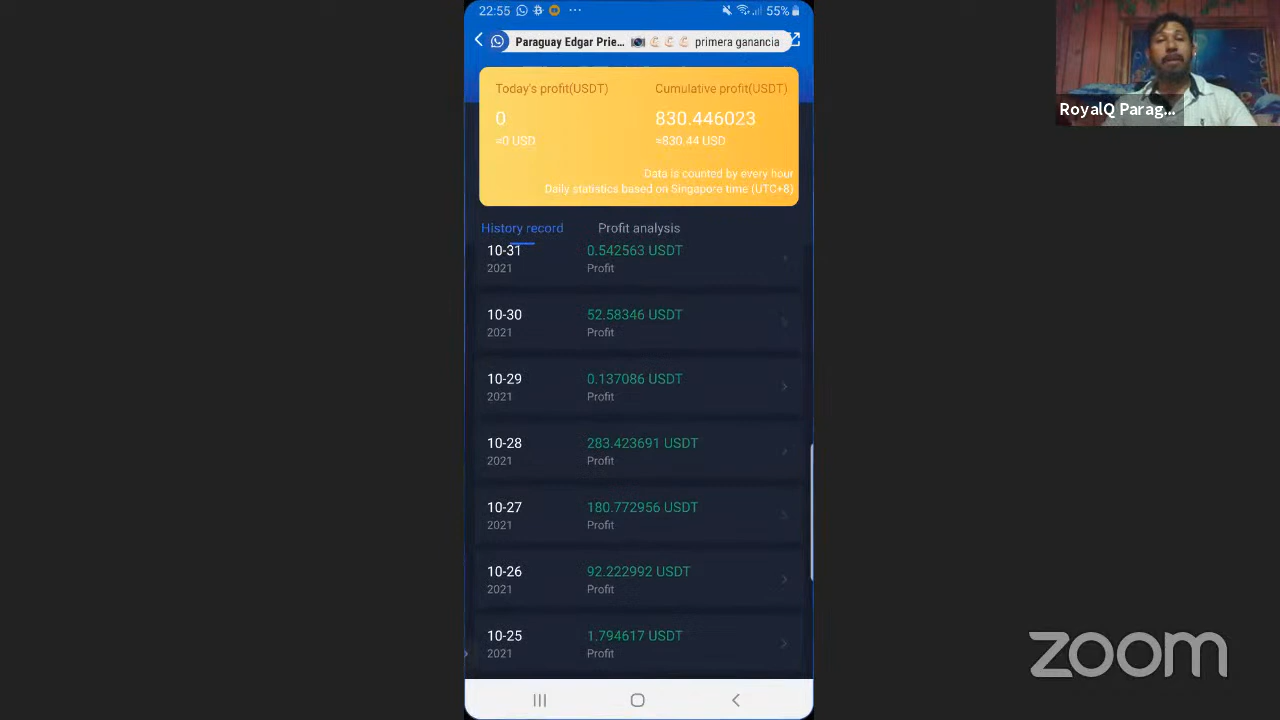 22:55 ... 55%
Paraguay Edgar Prie... primera ganancia
Today's profit(USDT) Cumulative profit(USDT)
0 830.446023
≈0 USD ≈830.44 USD
Data is counted by every hour
Daily statistics based on Singapore time (UTC+8)
History record Profit analysis
10-31 0.542563 USDT
2021 Profit
10-30 52.58346 USDT
2021 Profit
10-29 0.137086 USDT
2021 Profit
10-28 283.423691 USDT
2021 Profit
10-27 180.772956 USDT
2021 Profit
10-26 92.222992 USDT
2021 Profit
10-25 1.794617 USDT
2021 Profit
RoyalQ Parag...
zoom